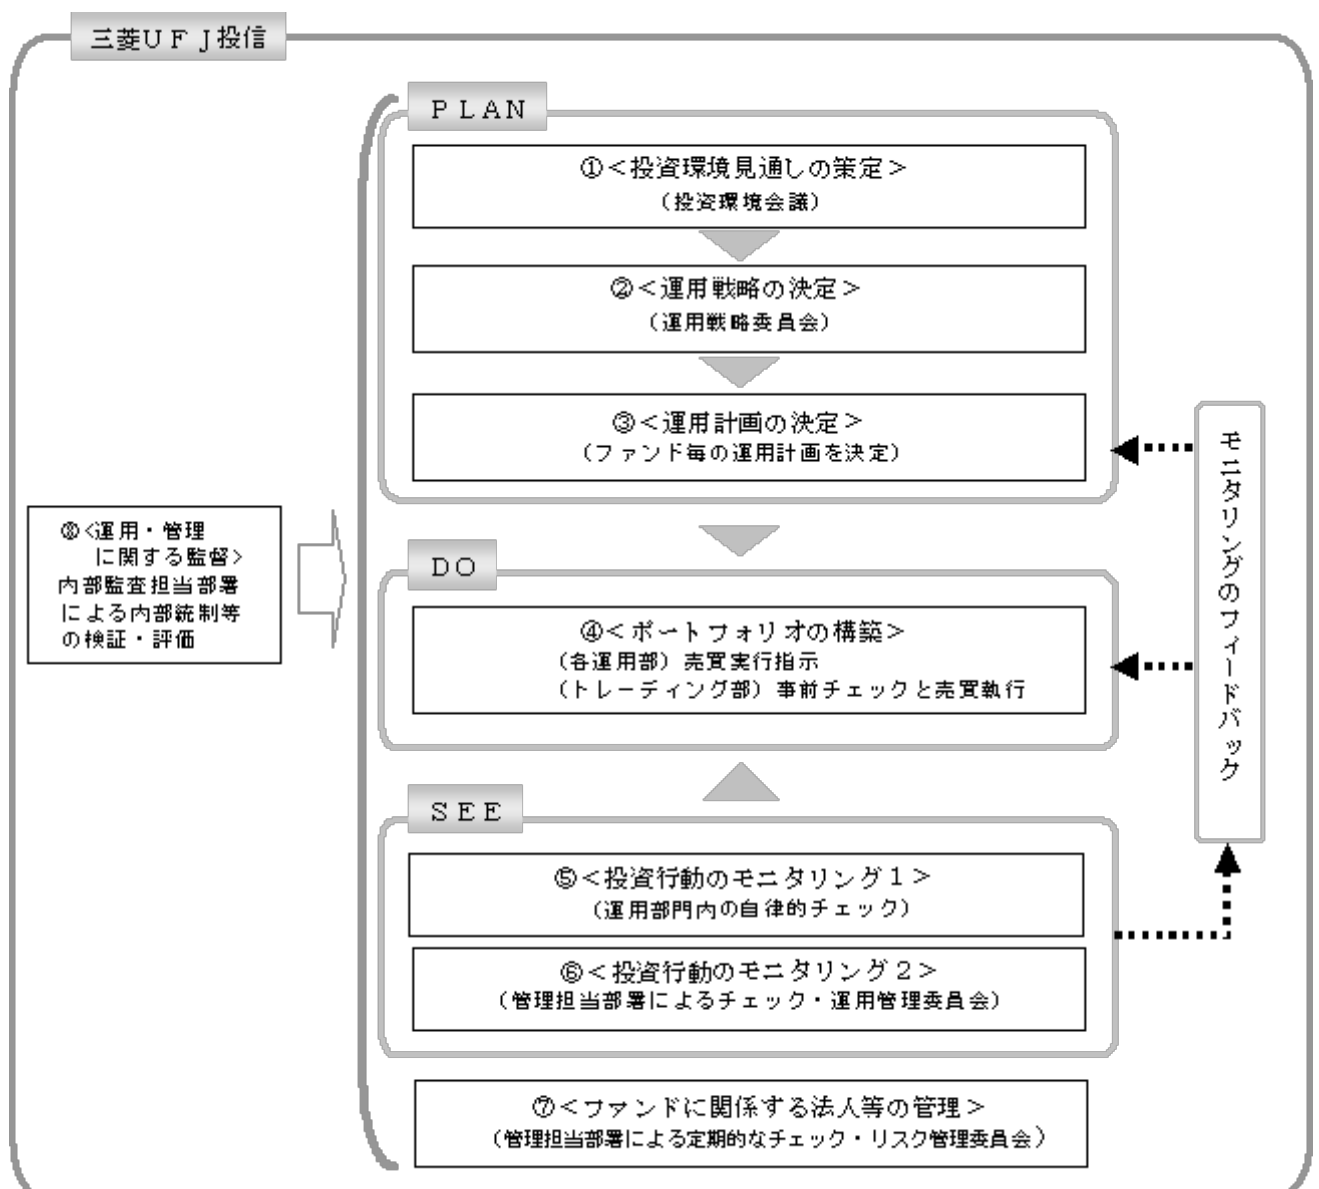 三菱ＵＦＪ投信
ＰＬＡＮ
①＜投資環境見通しの策定＞
（投資環境会議）
②＜運用戦略の決定＞
（運用戦略委員会）
③＜運用計画の決定＞
（ファンド毎の運用計画を決定）
⑧＜運用・管理
に関する監督＞
内部監査担当部署
による内部統制等
の検証・評価
ＤＯ
④＜ポートフォリオの構築＞
（各運用部）売買実行指示
（トレーディング部）事前チェックと売買執行
ＳＥＥ
⑤＜投資行動のモニタリング１＞
（運用部門内の自律的チェック）
⑥＜投資行動のモニタリング２＞
（管理担当部署によるチェック・運用管理委員会）
⑦＜ファンドに関係する法人等の管理＞
（管理担当部署による定期的なチェック・リスク管理委員会）
モニタリングのフィードバック